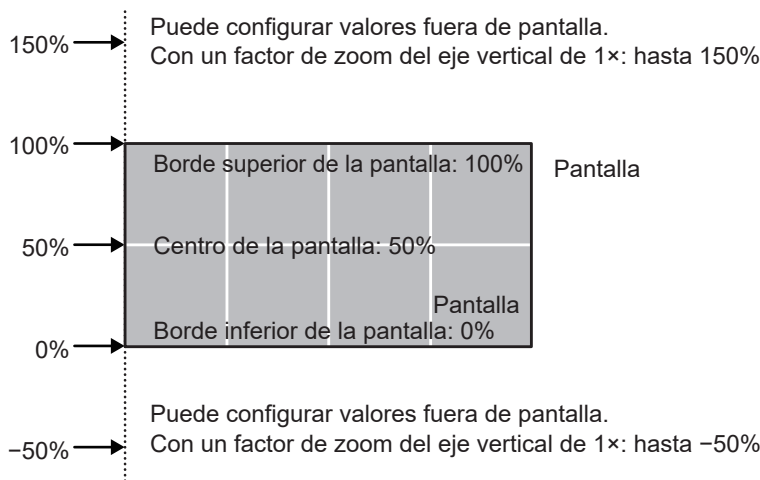 Puede configurar valores fuera de pantalla.
150%
Con un factor de zoom del eje vertical de 1×: hasta 150%
100%
Borde superior de la pantalla: 100%
Pantalla
50%
Centro de la pantalla: 50%
Pantalla
Borde inferior de la pantalla: 0%
0%
Puede configurar valores fuera de pantalla.
−50%
Con un factor de zoom del eje vertical de 1×: hasta −50%